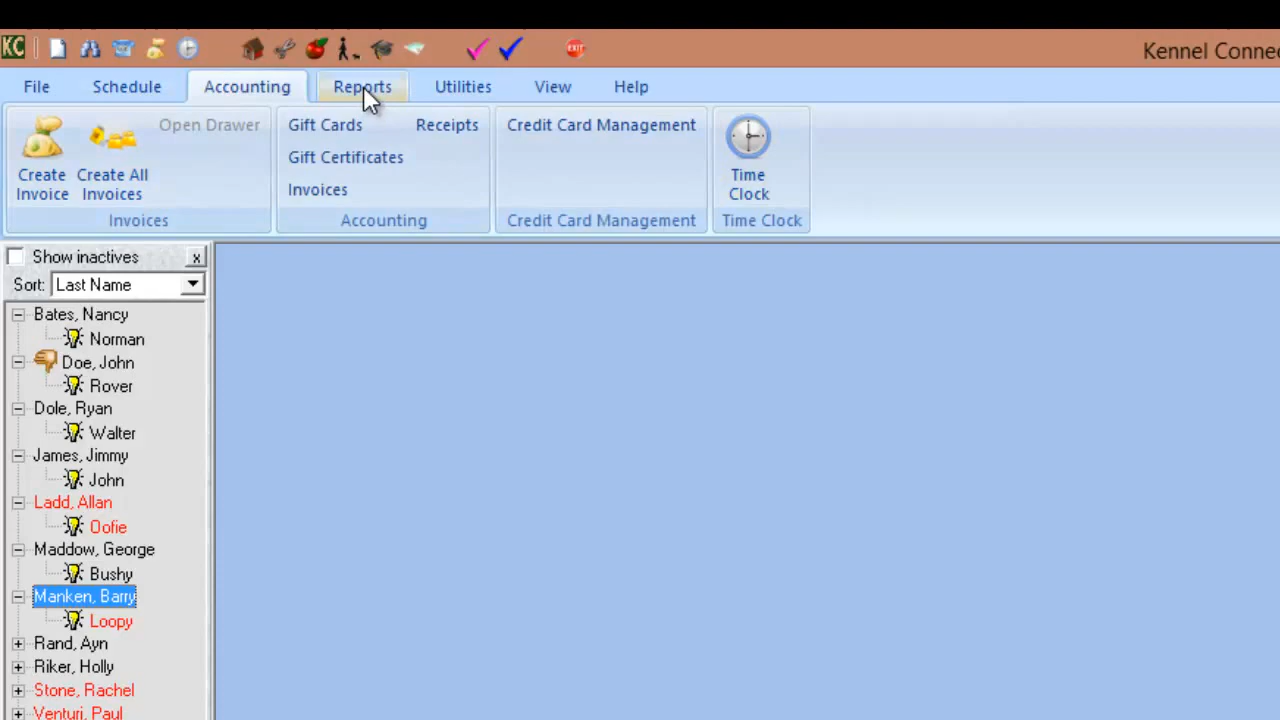 KC
EXIT
Kennel Connec
File Schedule Accounting Reports Utilities View Help
Create Invoice
Create All Invoices
Open Drawer
Invoices
Gift Cards Receipts
Gift Certificates
Invoices
Accounting
Credit Card Management
Credit Card Management
Time Clock
Time Clock
Show inactives x
Sort: Last Name
Bates, Nancy
Norman
Doe, John
Rover
Dole, Ryan
Walter
James, Jimmy
John
Ladd, Allan
Oofie
Maddow, George
Bushy
Manken, Barry
Loopy
Rand, Ayn
Riker, Holly
Stone, Rachel
Venturi, Paul